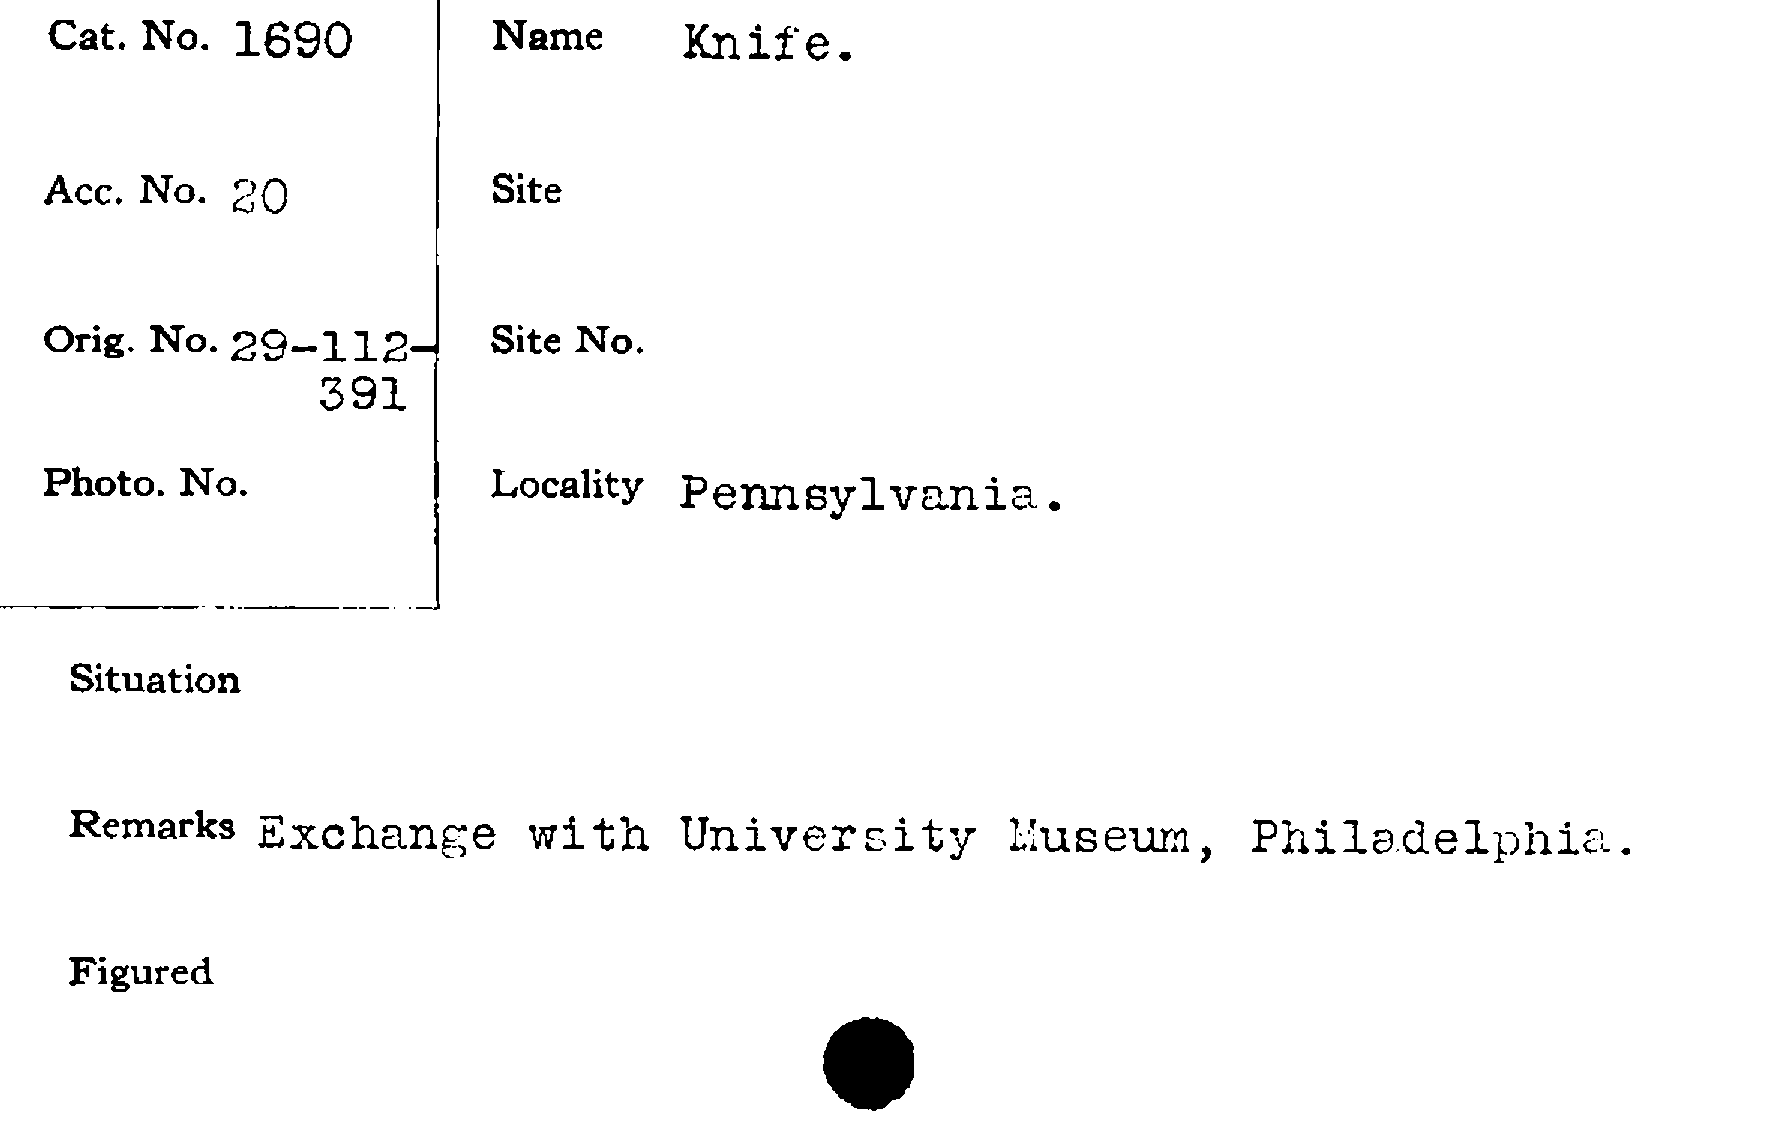 Cat. No. 1690
Name Knife.
Acc. No. 20
Site
Orig. No. 29-112-
391
Site No.
Photo. No.
Locality Pennsylvania.
Situation
Remarks Exchange with University Museum, Philadelphia.
Figured